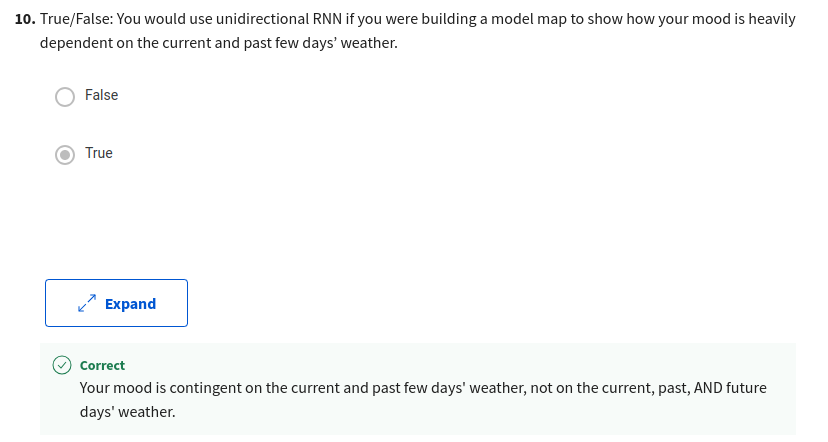 10. True/False: You would use unidirectional RNN if you were building a model map to show how your mood is heavily
dependent on the current and past few days’ weather.
False
True
Expand
Correct
Your mood is contingent on the current and past few days' weather, not on the current, past, AND future
days' weather.